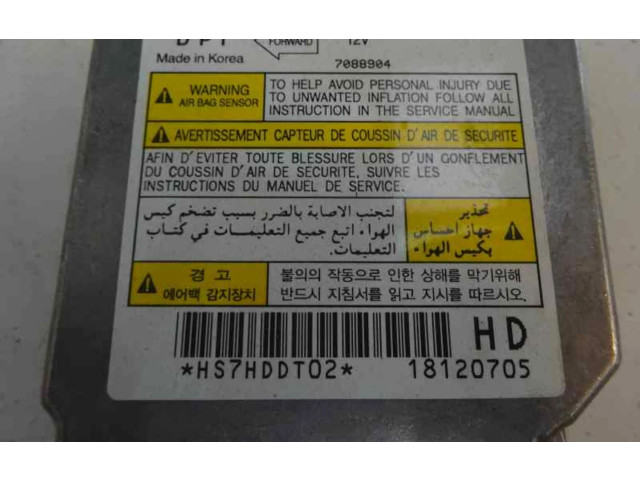 DPI FORWARD 12V
Made in Korea 7088904
WARNING
AIR BAG SENSOR
TO HELP AVOID PERSONAL INJURY DUE
TO UNWANTED INFLATION FOLLOW ALL
INSTRUCTION IN THE SERVICE MANUAL
AVERTISSEMENT CAPTEUR DE COUSSIN D'AIR DE SECURITE
AFIN D'EVITER TOUTE BLESSURE LORS D'UN GONFLEMENT
DU COUSSIN D'AIR DE SECURITE, SUIVRE LES
INSTRUCTIONS DU MANUEL DE SERVICE.
تحذير
جهاز احساس
بكيس الهواء
لتجنب الاصابة بالضرر بسبب تضخم كيس
الهواء اتبع جميع التعليمات في كتاب
التعليمات.
경 고
에어백 감지장치
불의의 작동으로 인한 상해를 막기위해
반드시 지침서를 읽고 지시를 따르시오.
HD
*HS7HDDT02* 18120705